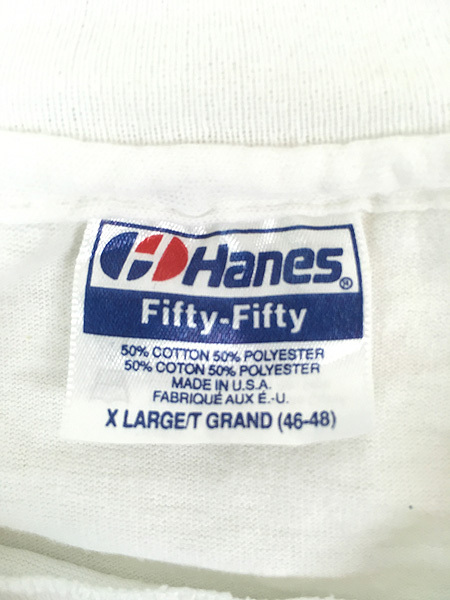 Hanes®
Fifty-Fifty
50% COTTON 50% POLYESTER
50% COTON 50% POLYESTER
MADE IN U.S.A.
FABRIQUÉ AUX É.-U.
X LARGE/T GRAND (46-48)